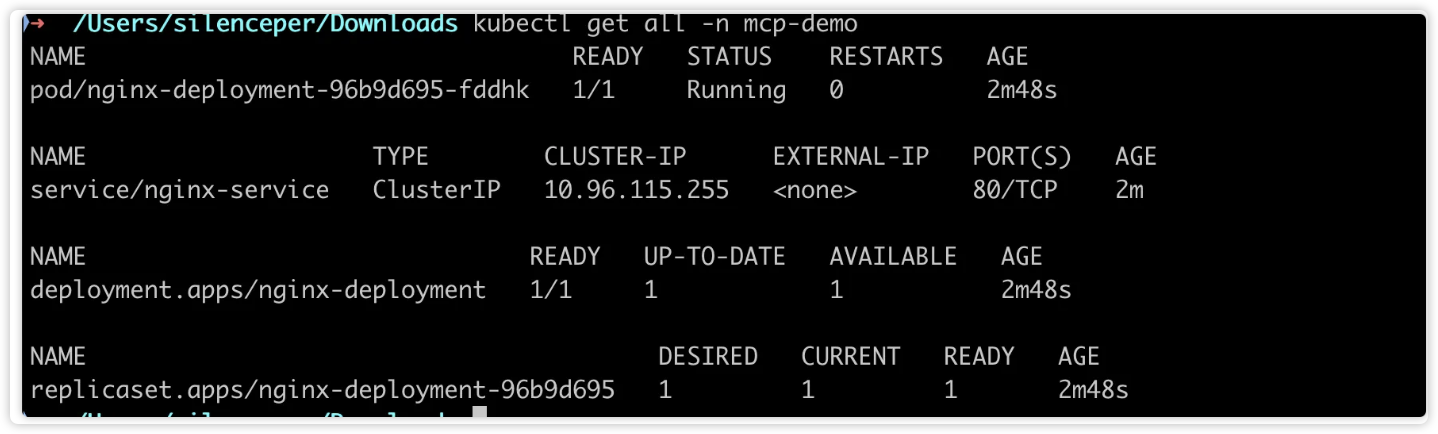 ➜ /Users/silenceper/Downloads kubectl get all -n mcp-demo
NAME READY STATUS RESTARTS AGE
pod/nginx-deployment-96b9d695-fddhk 1/1 Running 0 2m48s
NAME TYPE CLUSTER-IP EXTERNAL-IP PORT(S) AGE
service/nginx-service ClusterIP 10.96.115.255 <none> 80/TCP 2m
NAME READY UP-TO-DATE AVAILABLE AGE
deployment.apps/nginx-deployment 1/1 1 1 2m48s
NAME DESIRED CURRENT READY AGE
replicaset.apps/nginx-deployment-96b9d695 1 1 1 2m48s
/Users/silenceper/Downloads